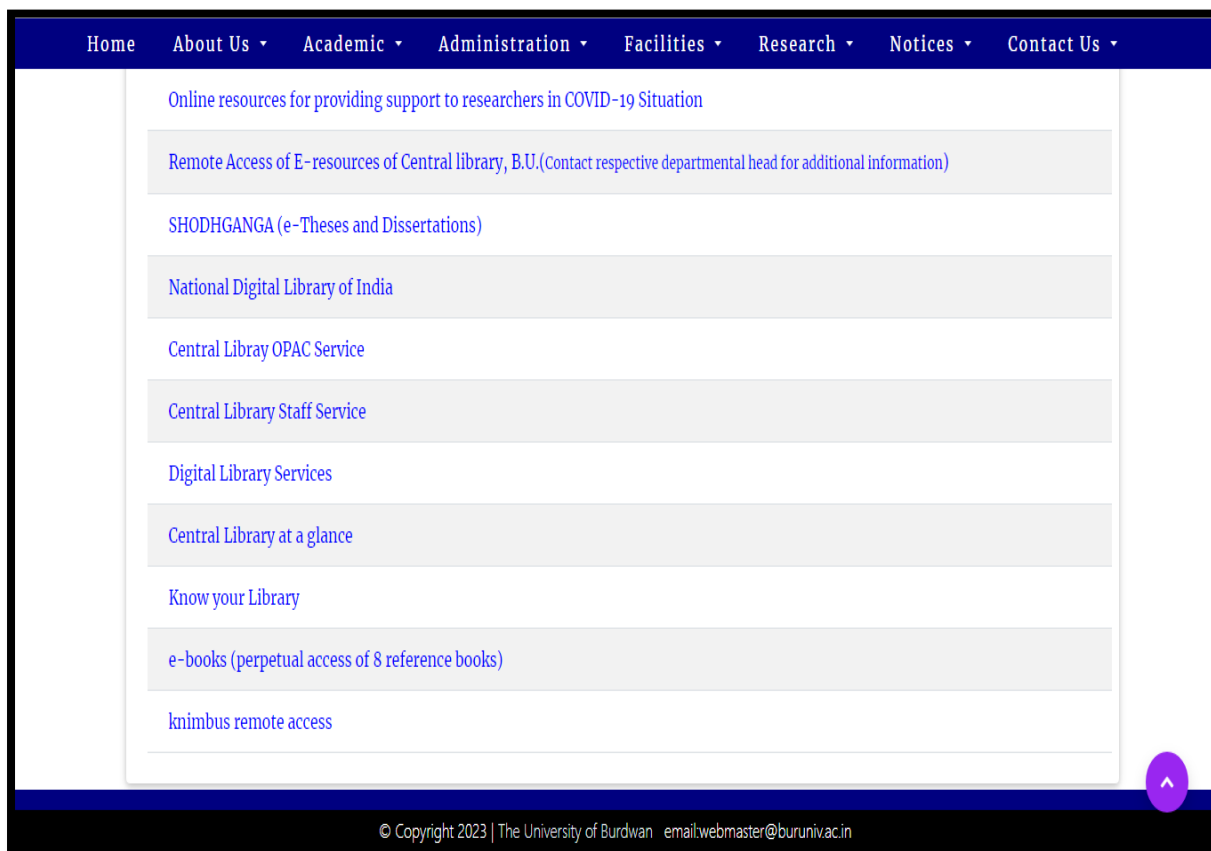 Home About Us Academic Administration Facilities Research Notices Contact Us
Online resources for providing support to researchers in COVID-19 Situation
Remote Access of E-resources of Central library, B.U.(Contact respective departmental head for additional information)
SHODHGANGA (e-Theses and Dissertations)
National Digital Library of India
Central Libray OPAC Service
Central Library Staff Service
Digital Library Services
Central Library at a glance
Know your Library
e-books (perpetual access of 8 reference books)
knimbus remote access
© Copyright 2023 | The University of Burdwan email:webmaster@buruniv.ac.in